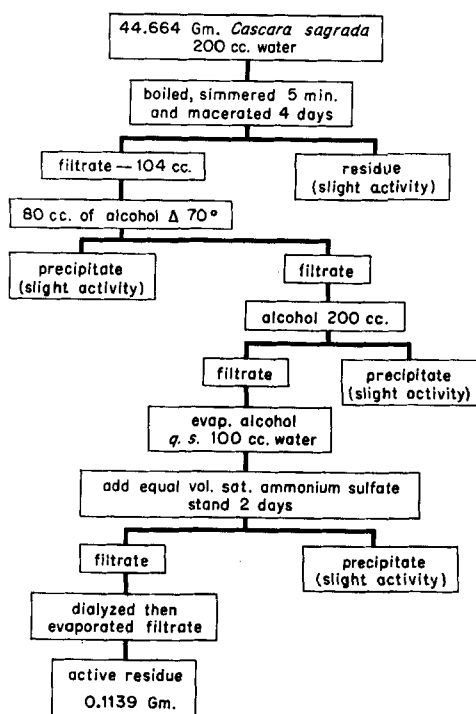 44.664 Gm. Cascara sagrada
200 cc. water
boiled, simmered 5 min.
and macerated 4 days
filtrate — 104 cc.
residue
(slight activity)
80 cc. of alcohol Δ 70°
precipitate
(slight activity)
filtrate
alcohol 200 cc.
filtrate
precipitate
(slight activity)
evap. alcohol
q. s. 100 cc. water
add equal vol. sat. ammonium sulfate
stand 2 days
filtrate
precipitate
(slight activity)
dialyzed then
evaporated filtrate
active residue
0.1139 Gm.